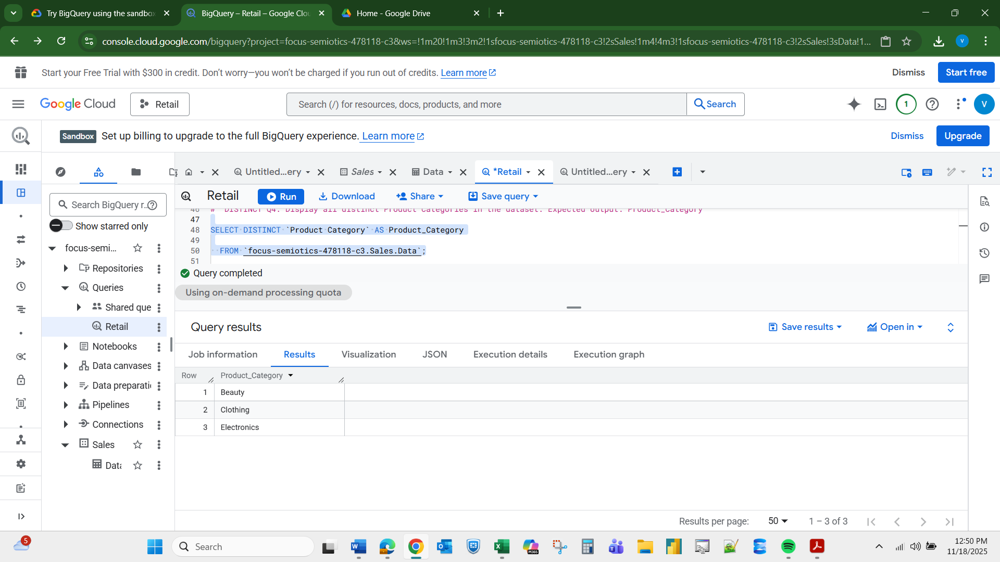 Try BigQuery using the sandbox
BigQuery – Retail – Google Clou
Home - Google Drive
console.cloud.google.com/bigquery?project=focus-semiotics-478118-c3&ws=!1m20!1m3!3m2!1sfocus-semiotics-478118-c3!2sSales!1m4!4m3!1sfocus-semiotics-478118-c3!2sSales!3sData!1...
V
Start your Free Trial with $300 in credit. Don’t worry—you won’t be charged if you run out of credits. Learn more
Dismiss
Start free
Google Cloud
Retail
Search (/) for resources, docs, products, and more
Search
1
V
Sandbox Set up billing to upgrade to the full BigQuery experience. Learn more
Dismiss
Upgrade
Untitled...ery
Sales
Data
*Retail
Untitled...ery
Retail
Run
Download
Share
Save query
Search BigQuery r...
Show starred only
focus-semi...
Repositories
Queries
Shared que
Retail
Notebooks
Data canvases
Data preparati
Pipelines
Connections
Sales
Data
46 # DISTINCT Q4. Display all distinct Product Categories in the dataset. Expected output: Product_Category
47
48 SELECT DISTINCT `Product Category` AS Product_Category
49
50 FROM `focus-semiotics-478118-c3.Sales.Data`;
51
Query completed
Using on-demand processing quota
Query results
Save results
Open in
Job information
Results
Visualization
JSON
Execution details
Execution graph
Row Product_Category
1 Beauty
2 Clothing
3 Electronics
Results per page: 50 1 – 3 of 3
5
Search
M365
12:50 PM
11/18/2025